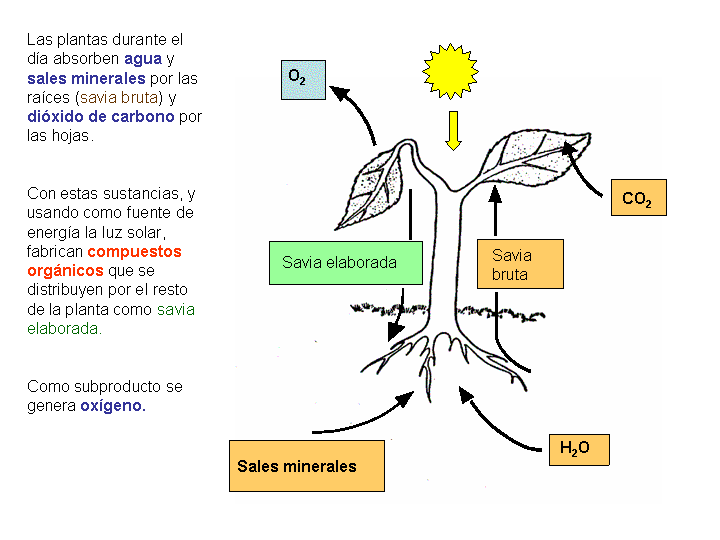 Las plantas durante el
día absorben agua y
sales minerales por las
raíces (savia bruta) y
dióxido de carbono por
las hojas.
Con estas sustancias, y
usando como fuente de
energía la luz solar,
fabrican compuestos
orgánicos que se
distribuyen por el resto
de la planta como savia
elaborada.
Como subproducto se
genera oxígeno.
O2
CO2
Savia elaborada
Savia
bruta
H2O
Sales minerales